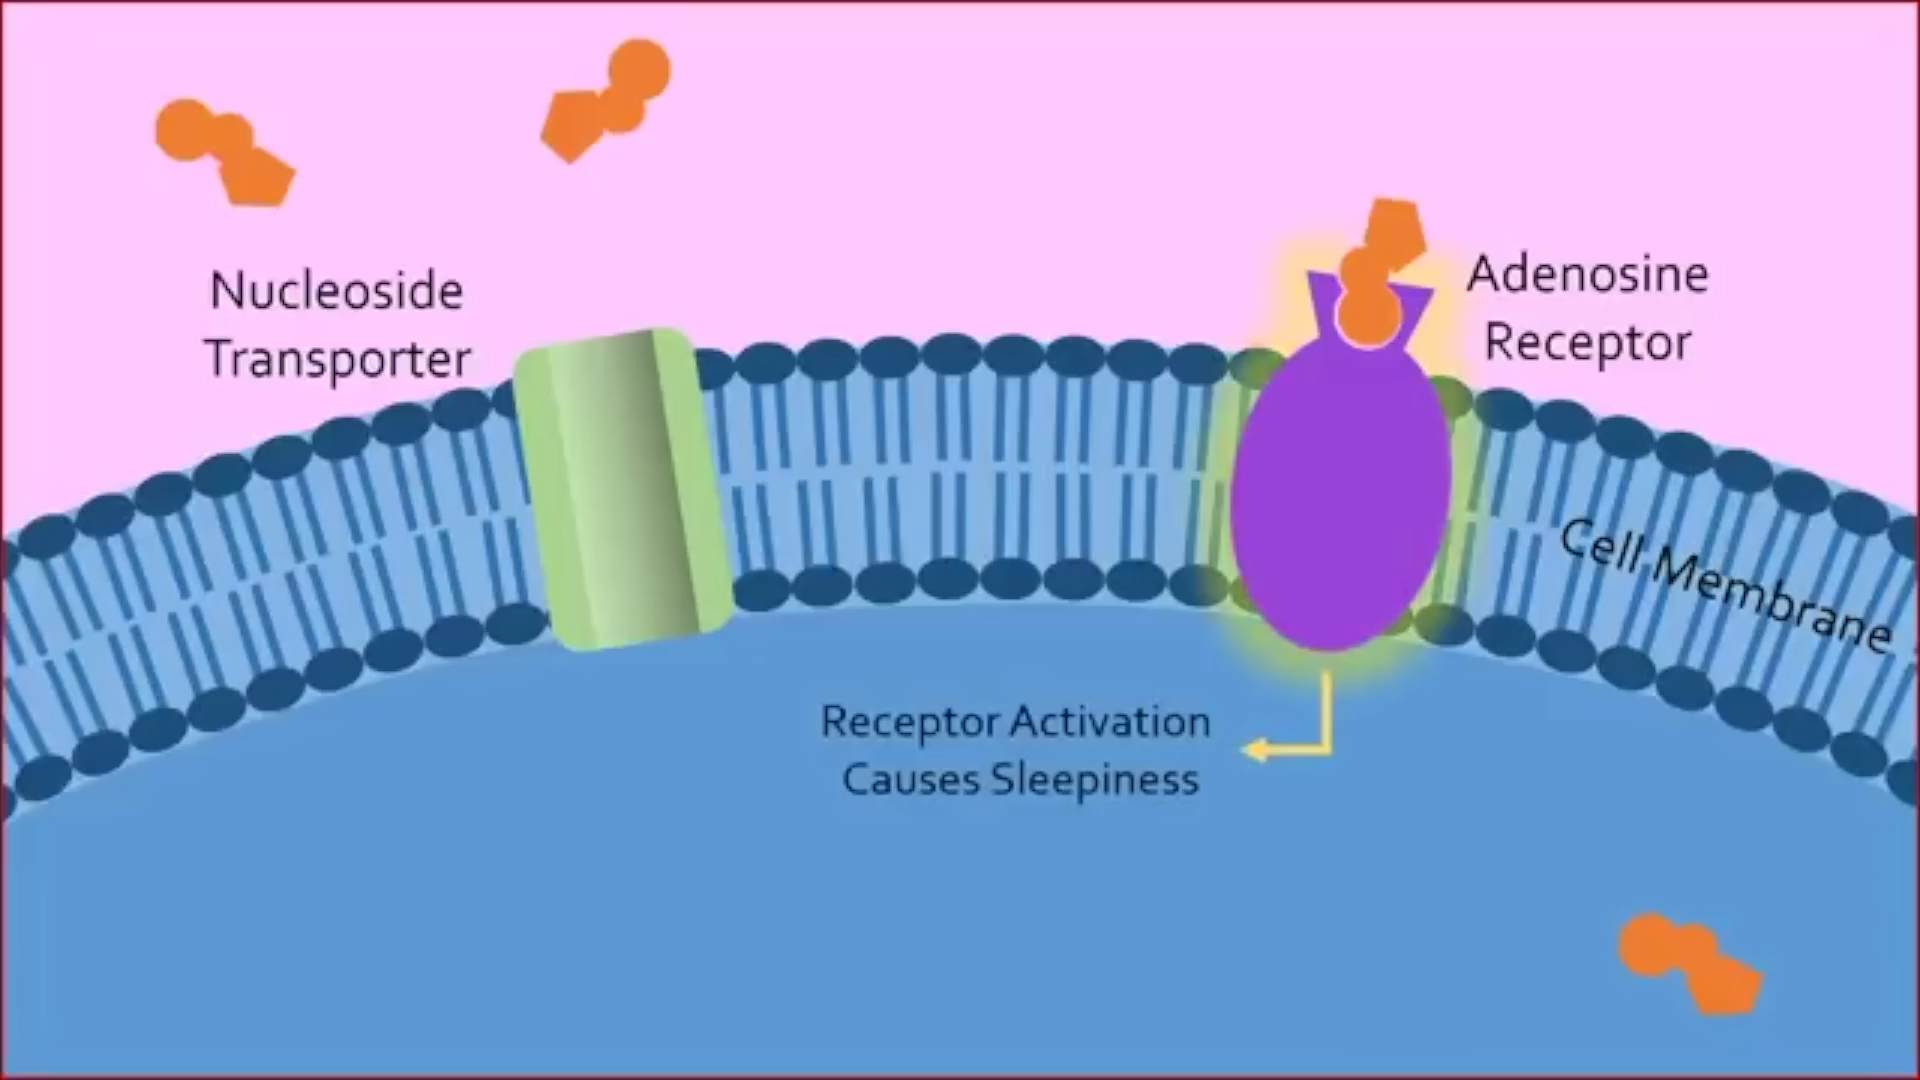 Nucleoside
Transporter
Adenosine
Receptor
Cell Membrane
Receptor Activation
Causes Sleepiness